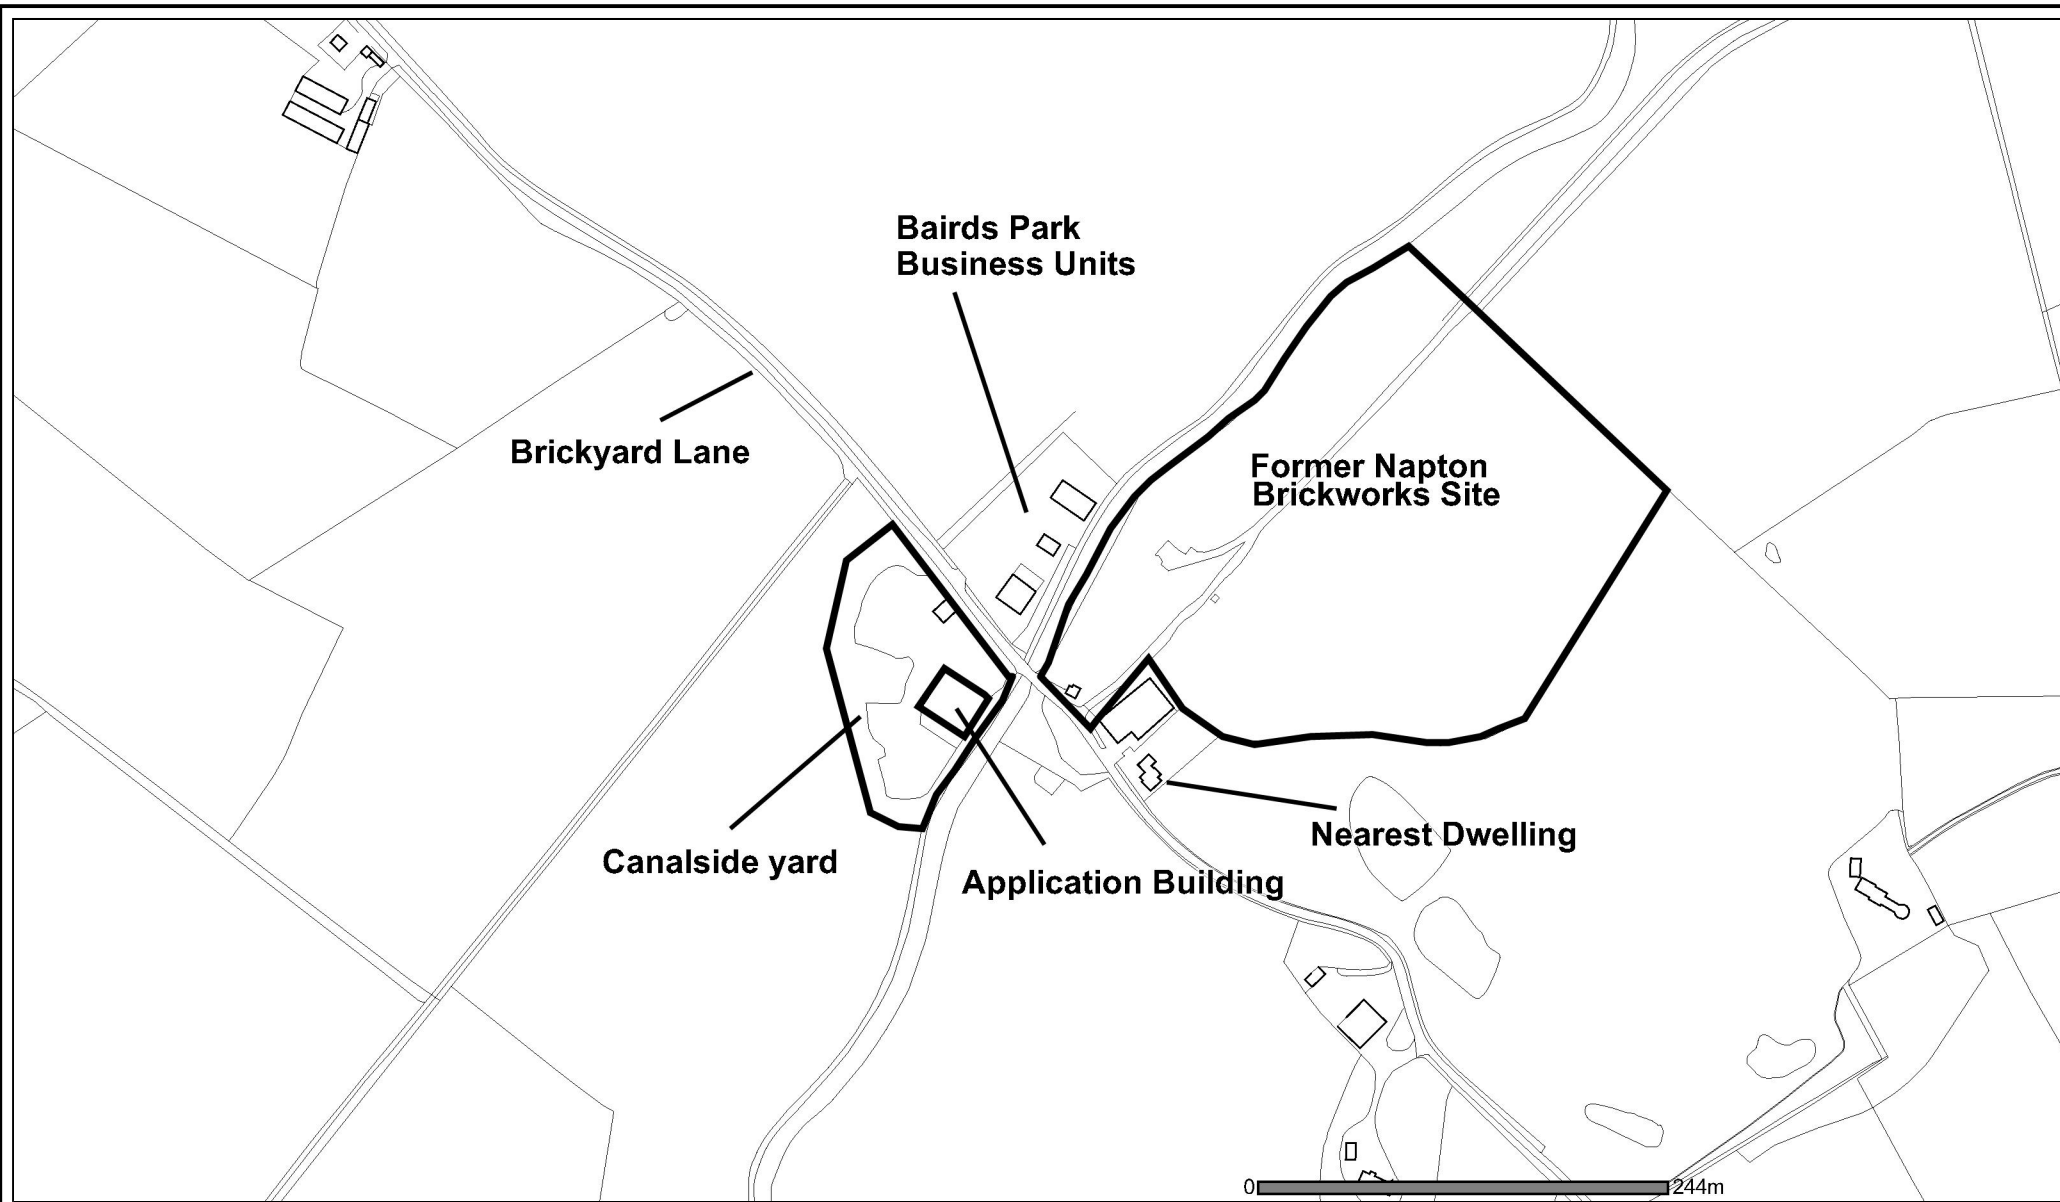 Bairds Park
Business Units
Brickyard Lane
Former Napton
Brickworks Site
Canalside yard
Application Building
Nearest Dwelling
0 244m